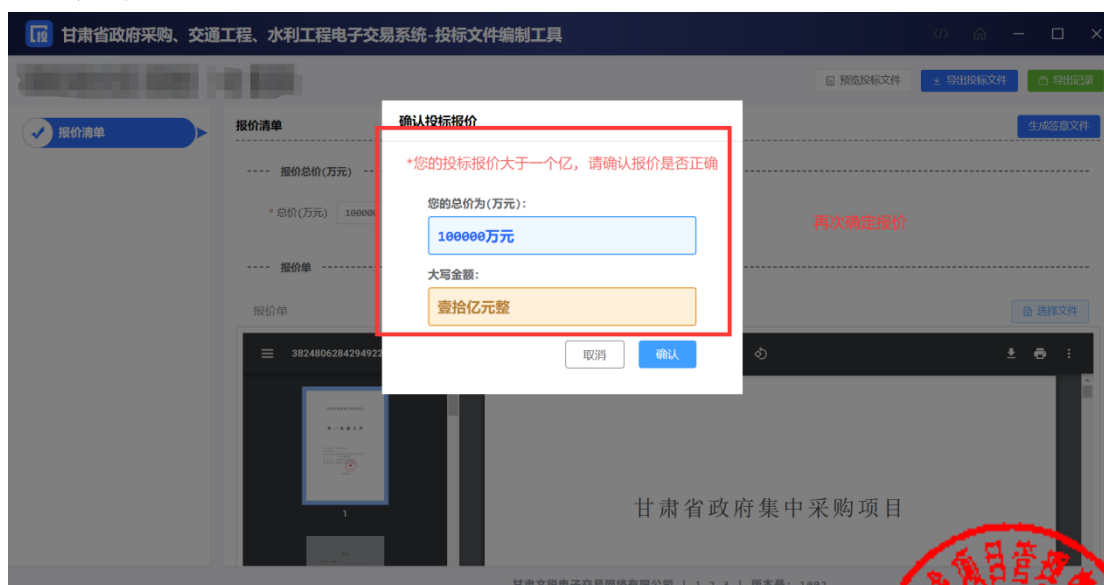 投 甘肃省政府采购、交通工程、水利工程电子交易系统-投标文件编制工具
预览投标文件 导出投标文件 导出记录
报价清单
报价清单
生成签章文件
---- 报价总价(万元) --
* 总价(万元) 100000
---- 报价单
报价单
选择文件
确认投标报价
*您的投标报价大于一个亿，请确认报价是否正确
您的总价为(万元):
100000万元
大写金额:
壹拾亿元整
取消 确认
再次确定报价
3824806284294922
1
甘肃省政府集中采购项目
项目管